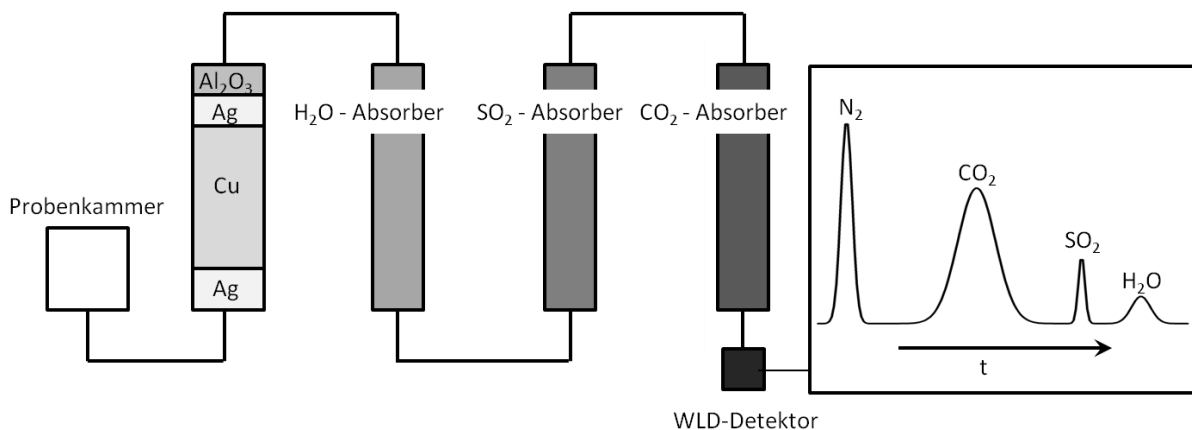 Probenkammer
Al₂O₃
Ag
Cu
Ag
H₂O - Absorber
SO₂ - Absorber
CO₂ - Absorber
WLD-Detektor
N₂
CO₂
SO₂
H₂O
t